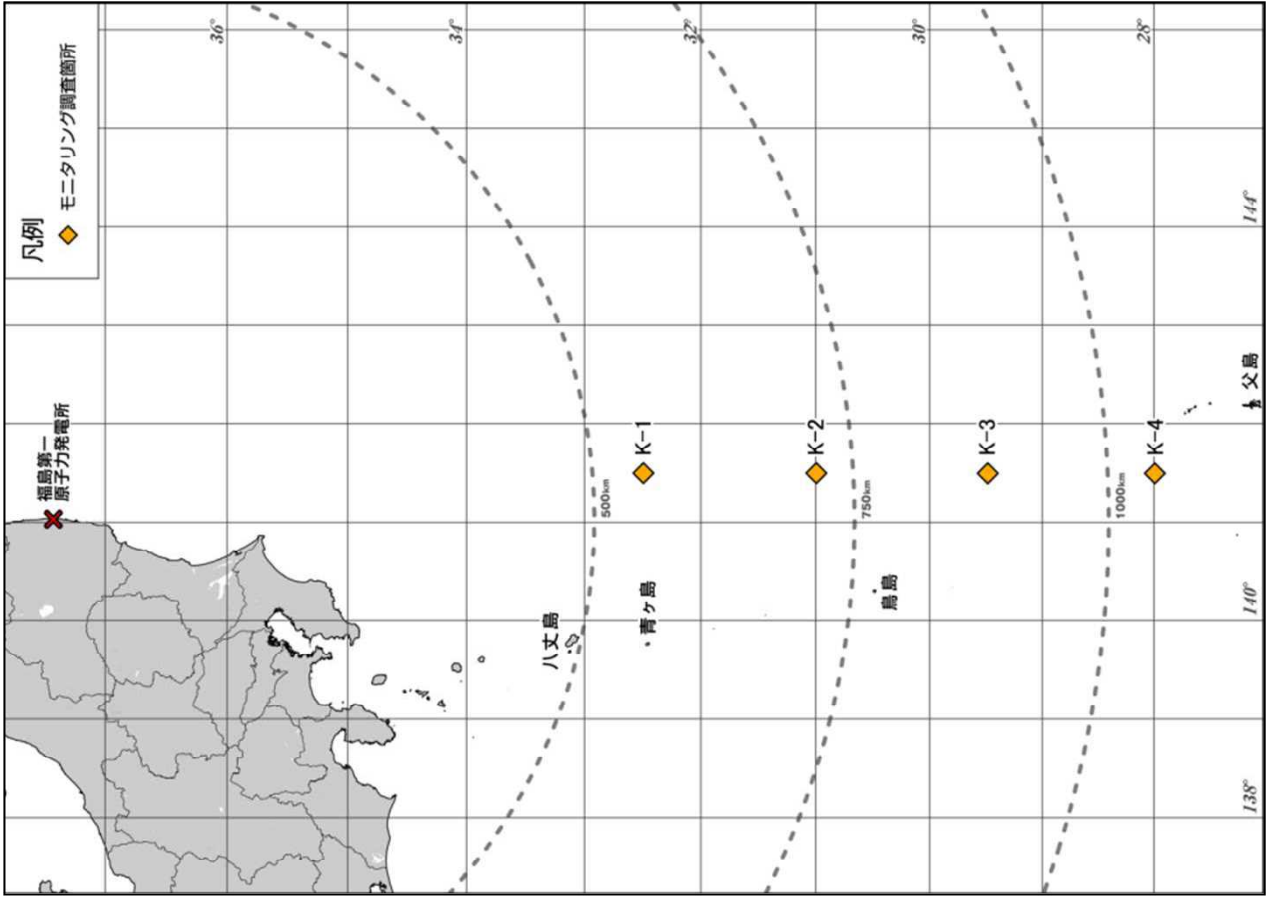 凡例
モニタリング調査箇所
福島第一
原子力発電所
36°
34°
32°
30°
28°
144°
140°
138°
500km
750km
1000km
K-1
K-2
K-3
K-4
八丈島
青ヶ島
鳥島
父島